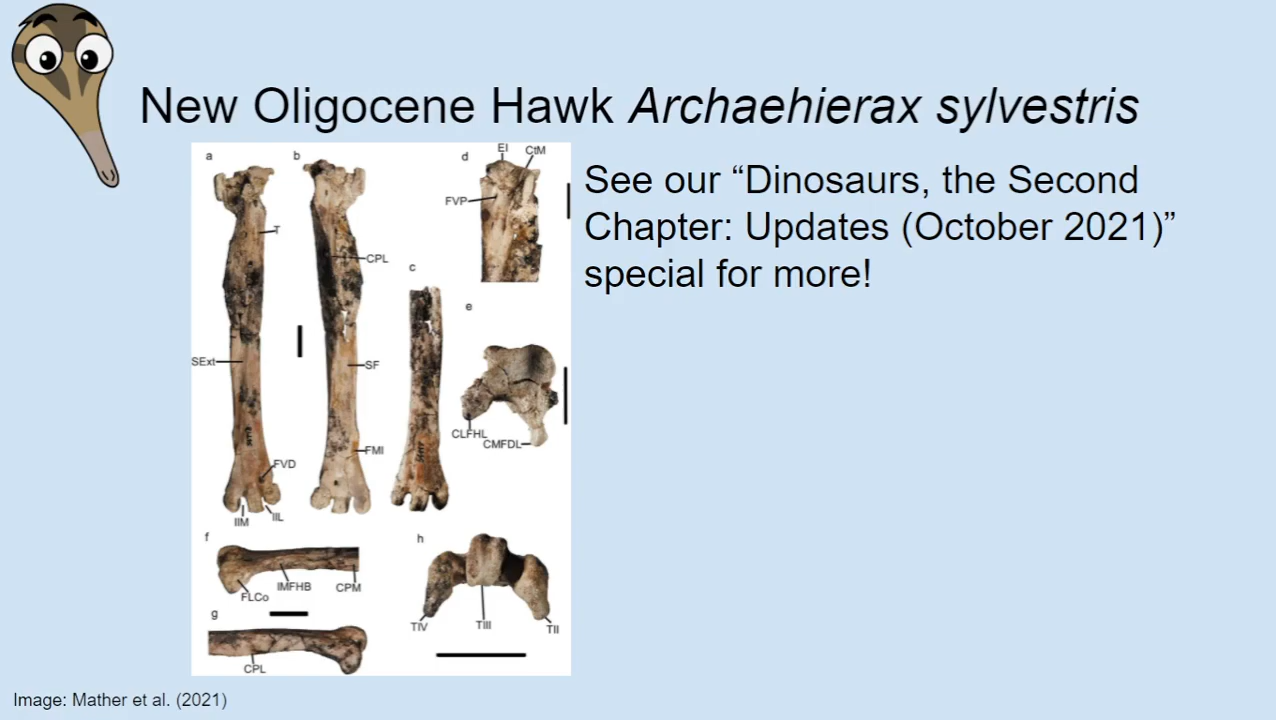 New Oligocene Hawk Archaehierax sylvestris
See our “Dinosaurs, the Second
Chapter: Updates (October 2021)”
special for more!
a
b
d
EI
CtM
FVP
T
CPL
c
e
SExt
SF
CLFHL
CMFDL
FMI
FVD
IIM
IIL
f
h
IMFHB
CPM
FLCo
g
TIV
TIII
TII
CPL
Image: Mather et al. (2021)